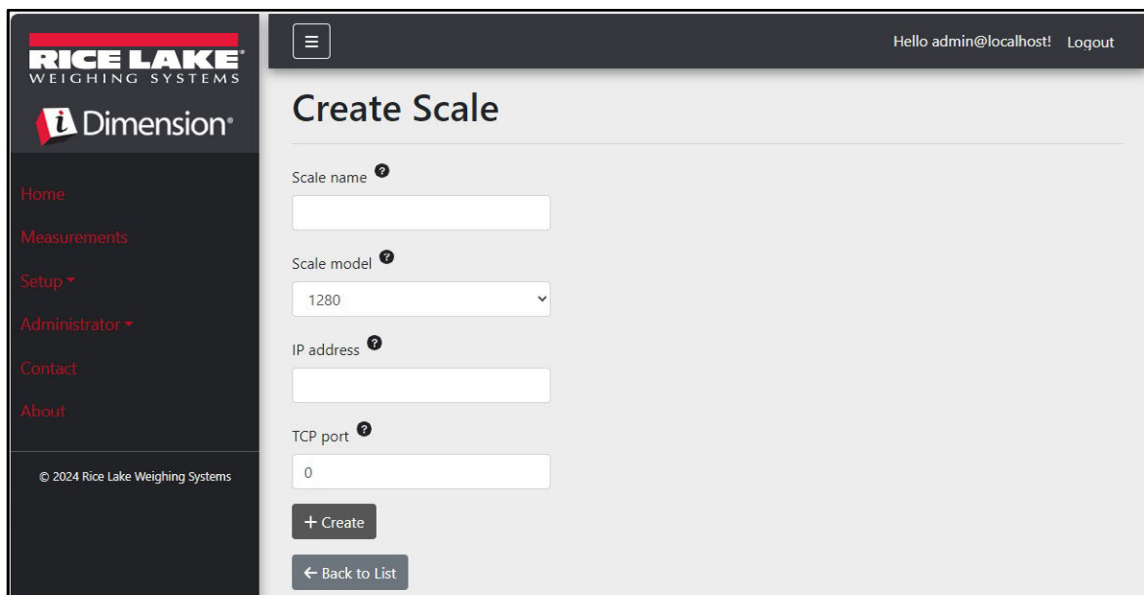 RICE LAKE®
WEIGHING SYSTEMS
i Dimension®
Home
Measurements
Setup
Administrator
Contact
About
© 2024 Rice Lake Weighing Systems
Hello admin@localhost! Logout
Create Scale
Scale name ?
Scale model ?
1280
IP address ?
TCP port ?
0
+ Create
← Back to List